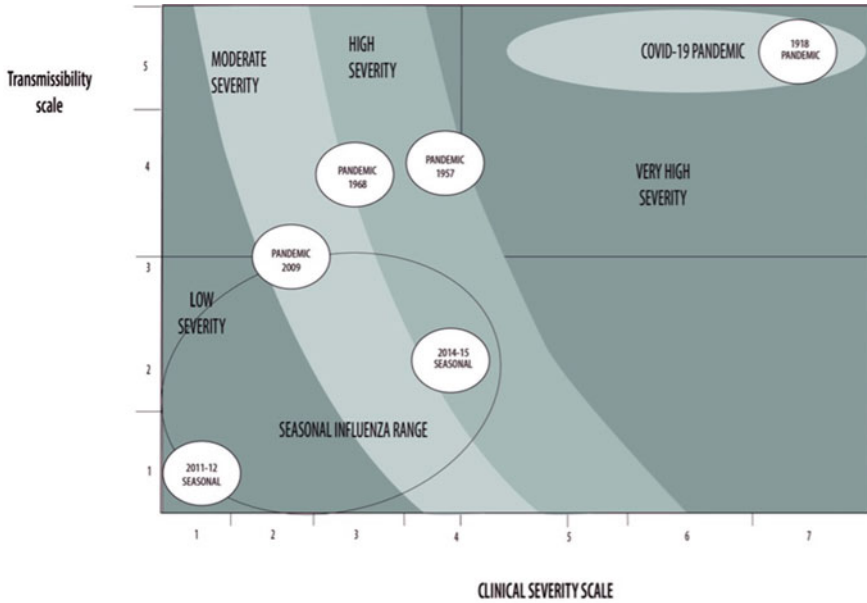 Transmissibility
scale
5
4
3
2
1
MODERATE
SEVERITY
HIGH
SEVERITY
COVID-19 PANDEMIC
1918
PANDEMIC
PANDEMIC
1968
PANDEMIC
1957
VERY HIGH
SEVERITY
PANDEMIC
2009
LOW
SEVERITY
2014-15
SEASONAL
SEASONAL INFLUENZA RANGE
2011-12
SEASONAL
1 2 3 4 5 6 7
CLINICAL SEVERITY SCALE